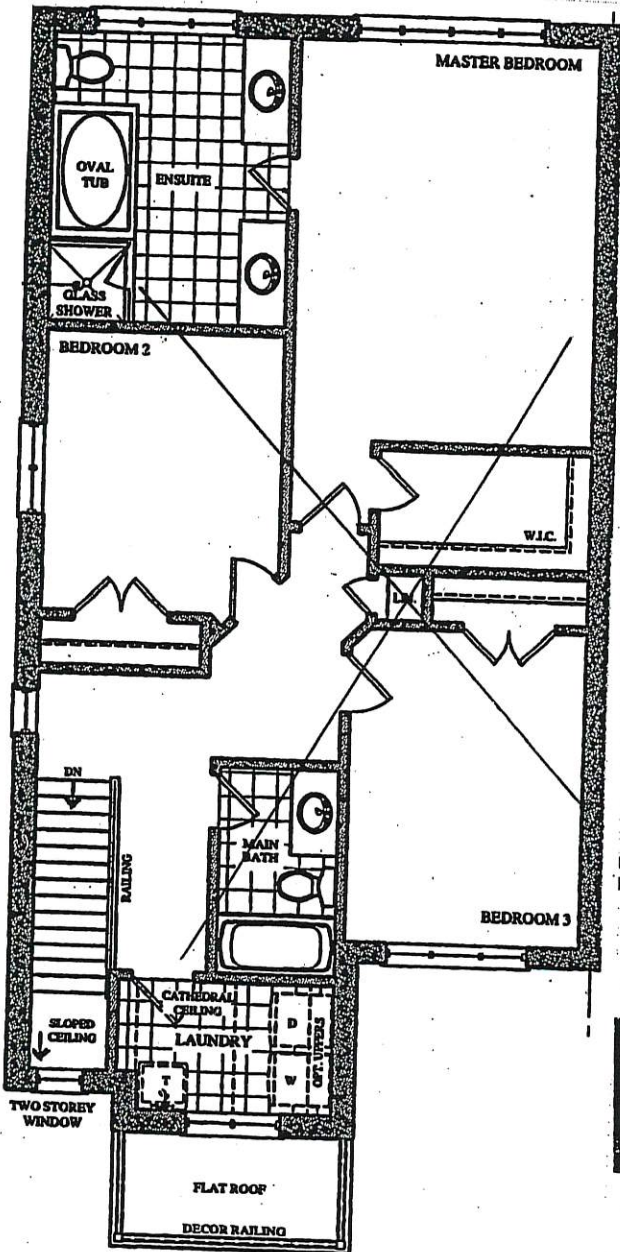 MASTER BEDROOM
OVAL
TUB
ENSUITE
GLASS
SHOWER
BEDROOM 2
W.I.C.
DN
RAILING
MAIN
BATH
BEDROOM 3
CATHEDRAL
CEILING
LAUNDRY
D
W
OPT. UPPERS
T
SLOPED
CEILING
TWO STOREY
WINDOW
FLAT ROOF
DECOR RAILING